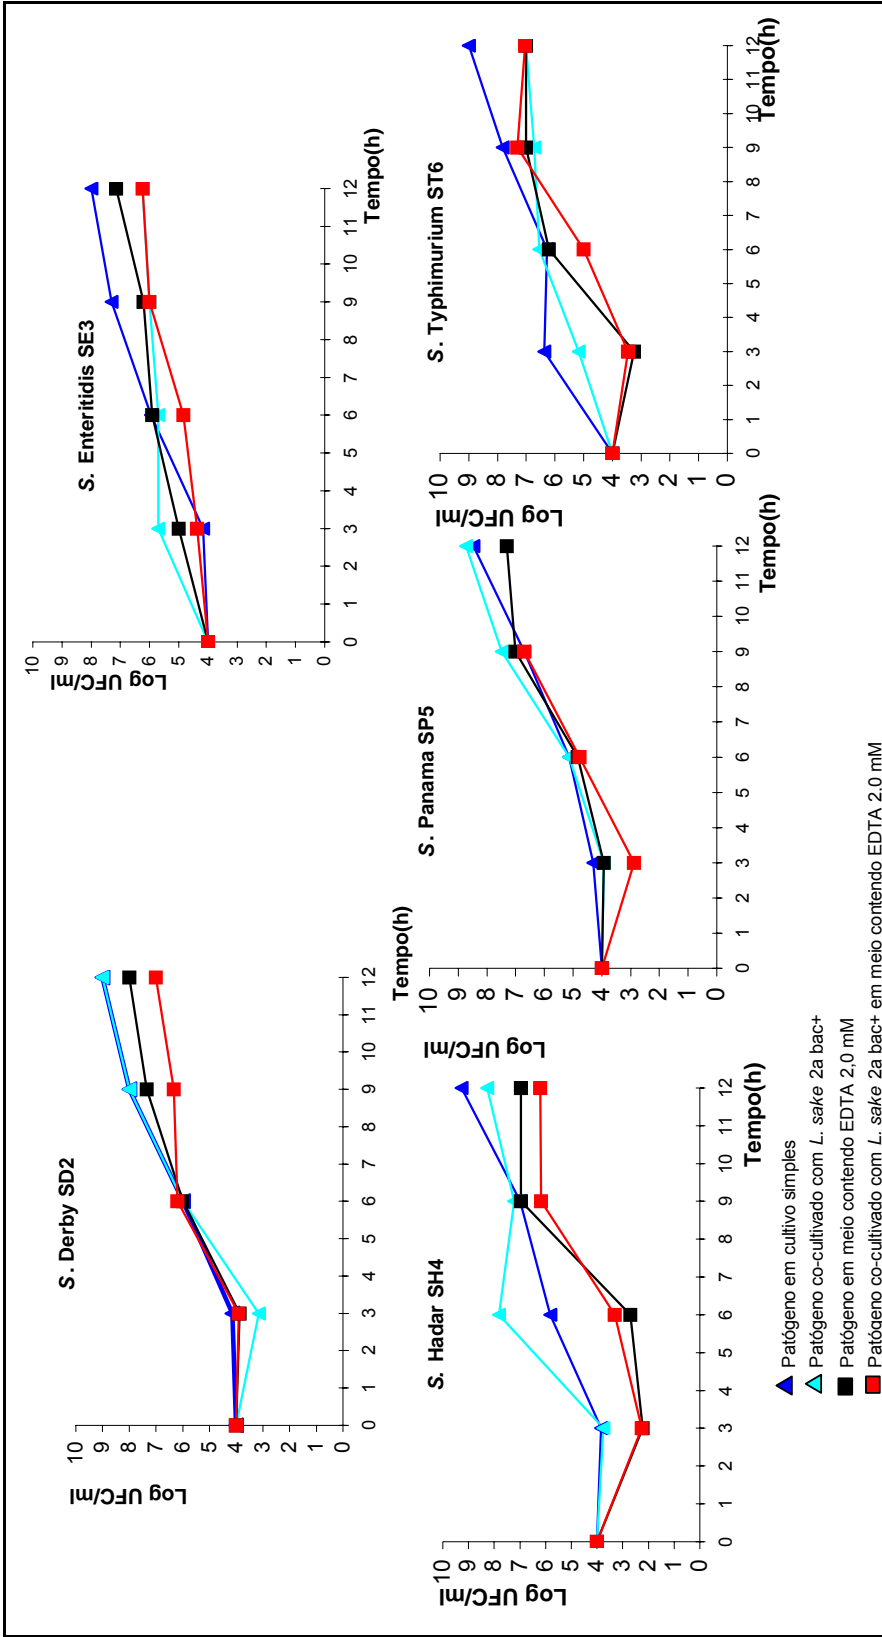 S. Derby SD2
Log UFC/ml
10
9
8
7
6
5
4
3
2
1
0
0 1 2 3 4 5 6 7 8 9 10 11 12
Tempo(h)
S. Enteritidis SE3
Log UFC/ml
10
9
8
7
6
5
4
3
2
1
0
0 1 2 3 4 5 6 7 8 9 10 11 12
Tempo(h)
S. Hadar SH4
Log UFC/ml
10
9
8
7
6
5
4
3
2
1
0
0 1 2 3 4 5 6 7 8 9 10 11 12
Tempo(h)
S. Panama SP5
Log UFC/ml
10
9
8
7
6
5
4
3
2
1
0
0 1 2 3 4 5 6 7 8 9 10 11 12
Tempo(h)
S. Typhimurium ST6
Log UFC/ml
10
9
8
7
6
5
4
3
2
1
0
0 1 2 3 4 5 6 7 8 9 10 11 12
Tempo(h)
Patógeno em cultivo simples
Patógeno co-cultivado com L. sake 2a bac+
Patógeno em meio contendo EDTA 2,0 mM
Patógeno co-cultivado com L. sake 2a bac+ em meio contendo EDTA 2,0 mM